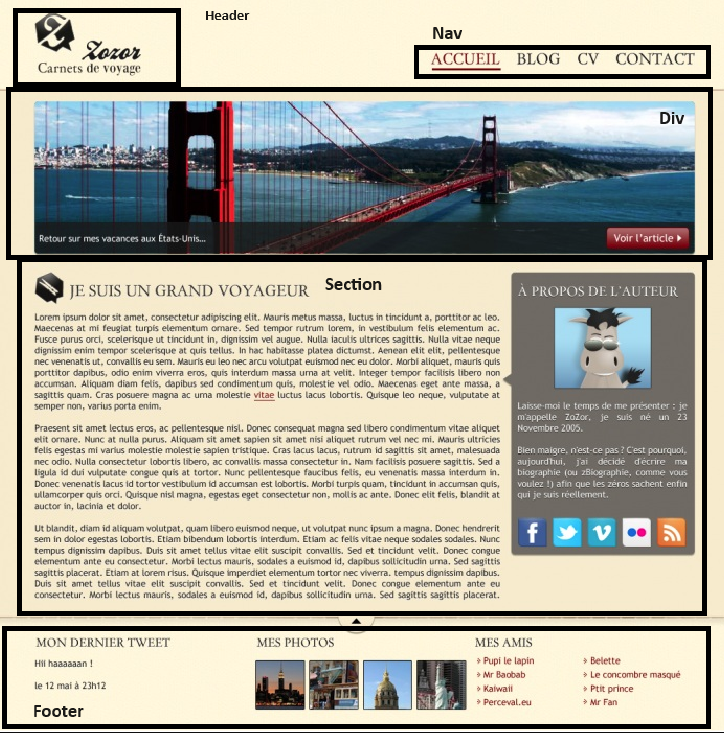 Header
Zozor
Carnets de voyage
Nav
ACCUEIL BLOG CV CONTACT
Div
Retour sur mes vacances aux États-Unis...
Voir l'article
JE SUIS UN GRAND VOYAGEUR
Section
Lorem ipsum dolor sit amet, consectetur adipiscing elit. Mauris metus massa, luctus in tincidunt a, porttitor ac leo.
Maecenas at mi feugiat turpis elementum ornare. Sed tempor rutrum lorem, in vestibulum felis elementum ac.
Fusce purus orci, scelerisque ut tincidunt in, dignissim vel augue. Nulla iaculis ultrices sagittis. Nulla vitae neque
dignissim enim tempor scelerisque at quis tellus. In hac habitasse platea dictumst. Aenean elit elit, pellentesque
nec venenatis ut, convallis eu sem. Mauris eu leo nec arcu volutpat euismod nec eu dolor. Morbi aliquet, mauris quis
porttitor dapibus, odio enim viverra eros, quis interdum massa urna at velit. Integer tempor facilisis libero non
accumsan. Aliquam diam felis, dapibus sed condimentum quis, molestie vel odio. Maecenas eget ante massa, a
sagittis quam. Cras posuere magna ac urna molestie vitae luctus lacus lobortis. Quisque leo neque, vulputate at
semper non, varius porta enim.
Praesent sit amet lectus eros, ac pellentesque nisl. Donec consequat magna sed libero condimentum vitae aliquet
elit ornare. Nunc at nulla purus. Aliquam sit amet sapien sit amet nisi aliquet rutrum vel nec mi. Mauris ultricies
felis egestas mi varius molestie molestie sapien tristique. Cras lacus lacus, rutrum id sagittis sit amet, malesuada
nec odio. Nulla consectetur lobortis libero, ac convallis massa consectetur in. Nam facilisis posuere sagittis. Sed a
ligula id dui vulputate congue quis at tortor. Nunc pellentesque faucibus felis, eu venenatis massa interdum in.
Donec venenatis lacus id tortor vestibulum id accumsan est lobortis. Morbi turpis quam, tincidunt in accumsan quis,
ullamcorper quis orci. Quisque nisl magna, egestas eget consectetur non, mollis ac ante. Donec elit felis, blandit at
auctor in, lacinia et dolor.
Ut blandit, diam id aliquam volutpat, quam libero euismod neque, ut volutpat nunc ipsum a magna. Donec hendrerit
sem in dolor egestas lobortis. Etiam bibendum lobortis interdum. Etiam ac felis vitae neque sodales sodales. Nunc
tempus dignissim dapibus. Duis sit amet tellus vitae elit suscipit convallis. Sed et tincidunt velit. Donec congue
elementum ante eu consectetur. Morbi lectus mauris, sodales a euismod id, dapibus sollicitudin urna. Sed sagittis
sagittis placerat. Etiam at lorem risus. Quisque imperdiet elementum tortor nec viverra. tempus dignissim dapibus.
Duis sit amet tellus vitae elit suscipit convallis. Sed et tincidunt velit. Donec congue elementum ante eu
consectetur. Morbi lectus mauris, sodales a euismod id, dapibus sollicitudin urna. Sed sagittis sagittis placerat.
À PROPOS DE L'AUTEUR
Laisse-moi le temps de me présenter : je
m'appelle ZoZor, je suis né un 23
Novembre 2005.
Bien maigre, n'est-ce pas ? C'est pourquoi,
aujourd'hui, j'ai décidé d'écrire ma
biographie (ou zBiographie, comme vous
voulez !) afin que les zéros sachent enfin
qui je suis réellement.
MON DERNIER TWEET
Hii haaaaaan !
le 12 mai à 23h12
MES PHOTOS
MES AMIS
Pupi le lapin
Mr Baobab
Kaiwaii
Perceval.eu
Belette
Le concombre masqué
Ptit prince
Mr Fan
Footer